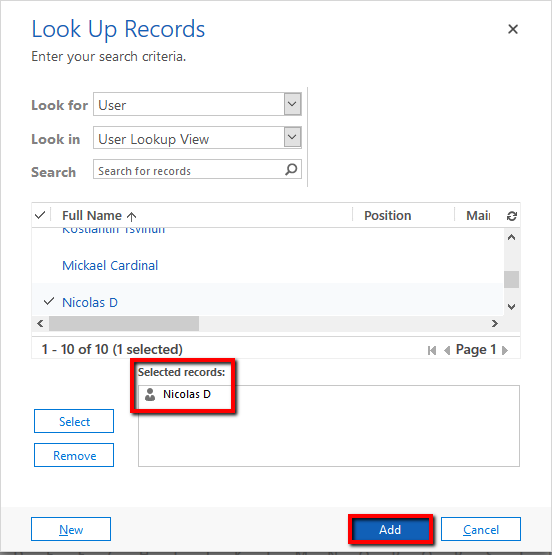 Look Up Records
Enter your search criteria.
Look for User
Look in User Lookup View
Search Search for records
Full Name Position Mai
Mickael Cardinal
Nicolas D
1 - 10 of 10 (1 selected) Page 1
Selected records:
Nicolas D
Select
Remove
New Add Cancel